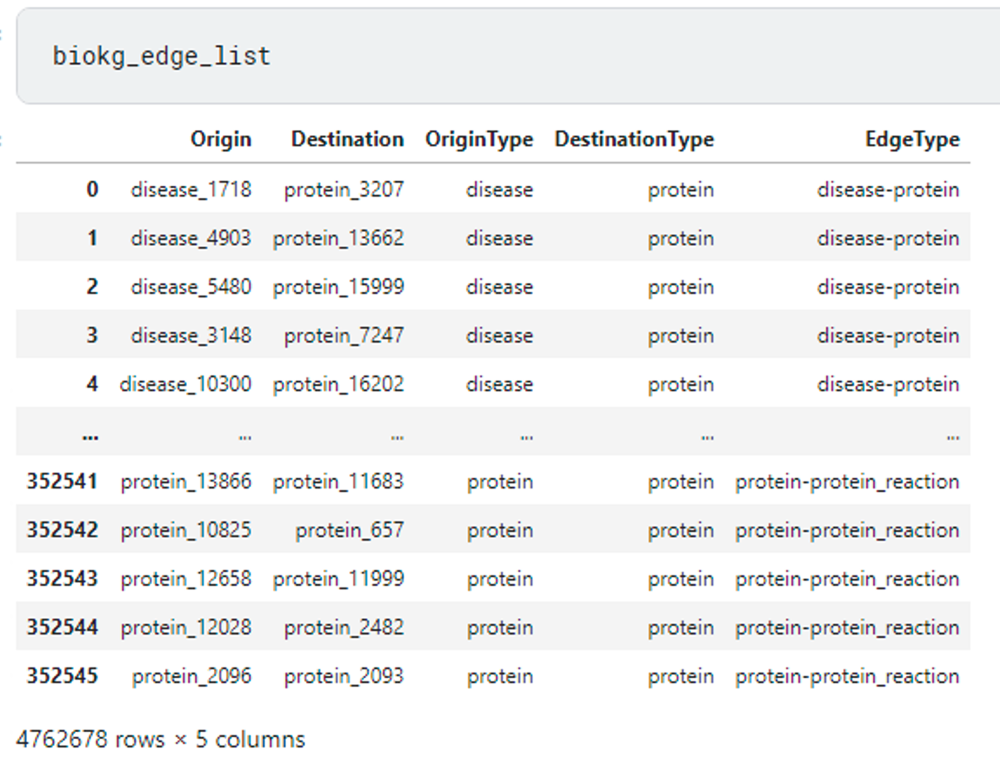 biokg_edge_list
Origin Destination OriginType DestinationType EdgeType
0 disease_1718 protein_3207 disease protein disease-protein
1 disease_4903 protein_13662 disease protein disease-protein
2 disease_5480 protein_15999 disease protein disease-protein
3 disease_3148 protein_7247 disease protein disease-protein
4 disease_10300 protein_16202 disease protein disease-protein
... ... ... ... ... ...
352541 protein_13866 protein_11683 protein protein protein-protein_reaction
352542 protein_10825 protein_657 protein protein protein-protein_reaction
352543 protein_12658 protein_11999 protein protein protein-protein_reaction
352544 protein_12028 protein_2482 protein protein protein-protein_reaction
352545 protein_2096 protein_2093 protein protein protein-protein_reaction
4762678 rows × 5 columns